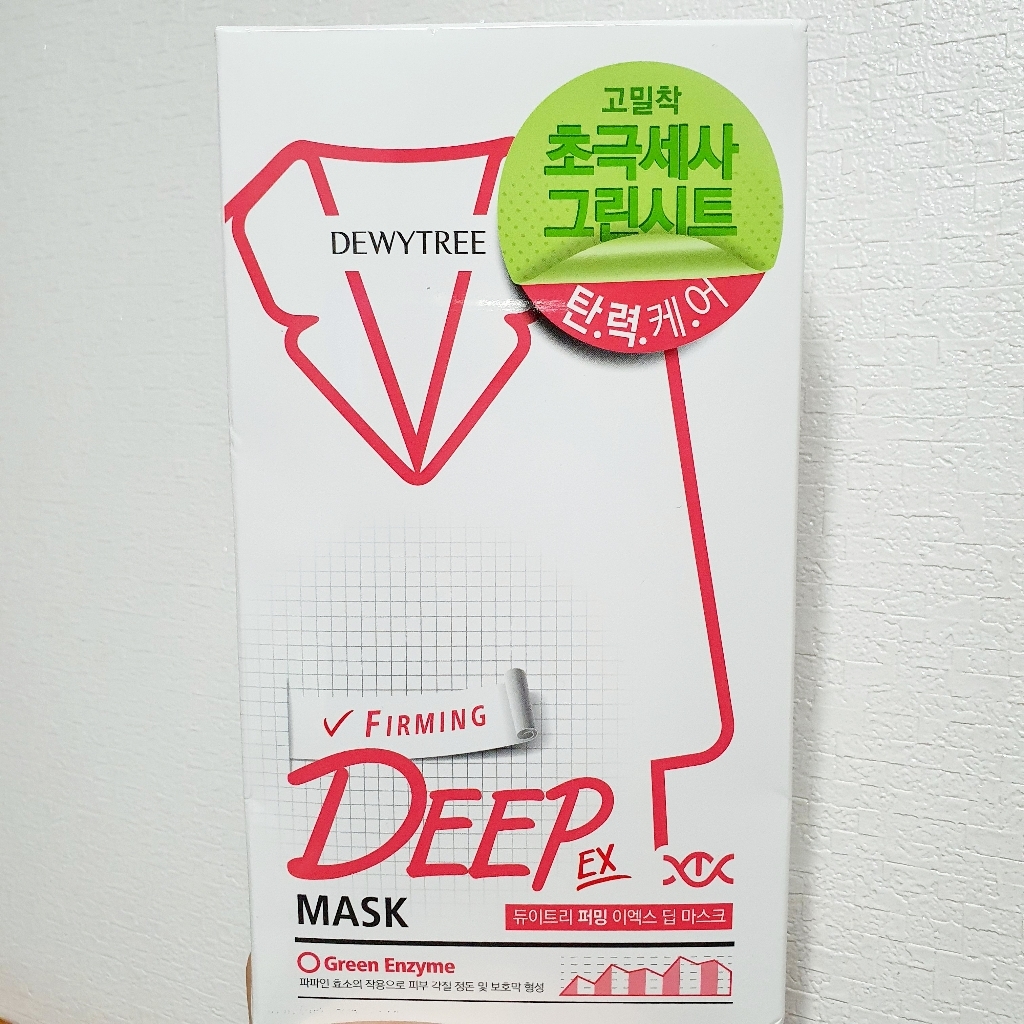 고밀착
초극세사
그린시트
탄.력.케.어
DEWYTREE
✓ FIRMING
DEEP EX
MASK
듀이트리 퍼밍 이엑스 딥 마스크
Green Enzyme
파파인 효소의 작용으로 피부 각질 정돈 및 보호막 형성